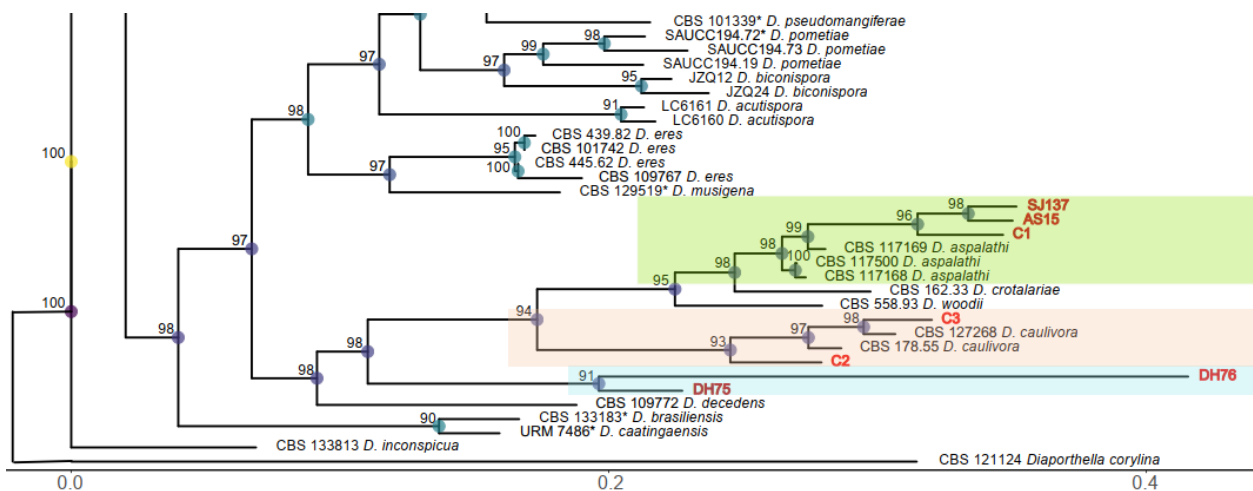 CBS 101339* D. pseudomangiferae
98 SAUCC194.72* D. pometiae
99 SAUCC194.73 D. pometiae
97 97 SAUCC194.19 D. pometiae
95 JZQ12 D. biconispora
JZQ24 D. biconispora
98 91 LC6161 D. acutispora
LC6160 D. acutispora
100 CBS 439.82 D. eres
95 CBS 101742 D. eres
100 CBS 445.62 D. eres
100 CBS 109767 D. eres
97 CBS 129519* D. musigena
98 SJ137
96 AS15
99 C1
97 98 CBS 117169 D. aspalathi
100 CBS 117500 D. aspalathi
98 CBS 117168 D. aspalathi
95 CBS 162.33 D. crotalariae
CBS 558.93 D. woodii
100 94 98 C3
97 CBS 127268 D. caulivora
98 98 93 CBS 178.55 D. caulivora
C2
98 91 DH76
DH75
CBS 109772 D. decedens
90 CBS 133183* D. brasiliensis
URM 7486* D. caatingaensis
CBS 133813 D. inconspicua
CBS 121124 Diaporthella corylina
0.0 0.2 0.4